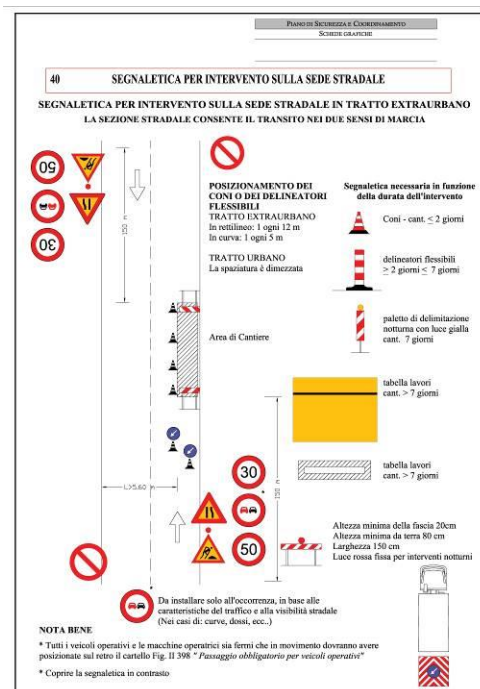 PIANO DI SICUREZZA E COORDINAMENTO
SCHEDE GRAFICHE
40 SEGNALETICA PER INTERVENTO SULLA SEDE STRADALE
SEGNALETICA PER INTERVENTO SULLA SEDE STRADALE IN TRATTO EXTRAURBANO
LA SEZIONE STRADALE CONSENTE IL TRANSITO NEI DUE SENSI DI MARCIA
50
30
150 m
POSIZIONAMENTO DEI
CONI O DEI DELINEATORI
FLESSIBILI
TRATTO EXTRAURBANO
In rettilineo: 1 ogni 12 m
In curva: 1 ogni 5 m
TRATTO URBANO
La spaziatura è dimezzata
Segnaletica necessaria in funzione
della durata dell'intervento
Coni - cant. < 2 giorni
delineatori flessibili
> 2 giorni < 7 giorni
paletto di delimitazione
notturna con luce gialla
cant. 7 giorni
Area di Cantiere
tabella lavori
cant. > 7 giorni
tabella lavori
cant. > 7 giorni
L>5.60 m
30
*
50
150 m
Altezza minima della fascia 20cm
Altezza minima da terra 80 cm
Larghezza 150 cm
Luce rossa fissa per interventi notturni
* Da installare solo all'occorrenza, in base alle
caratteristiche del traffico e alla visibilità stradale
(Nei casi di: curve, dossi, ecc..)
NOTA BENE
* Tutti i veicoli operativi e le macchine operatrici sia fermi che in movimento dovranno avere
posizionate sul retro il cartello Fig. II 398 " Passaggio obbligatorio per veicoli operativi"
* Coprire la segnaletica in contrasto